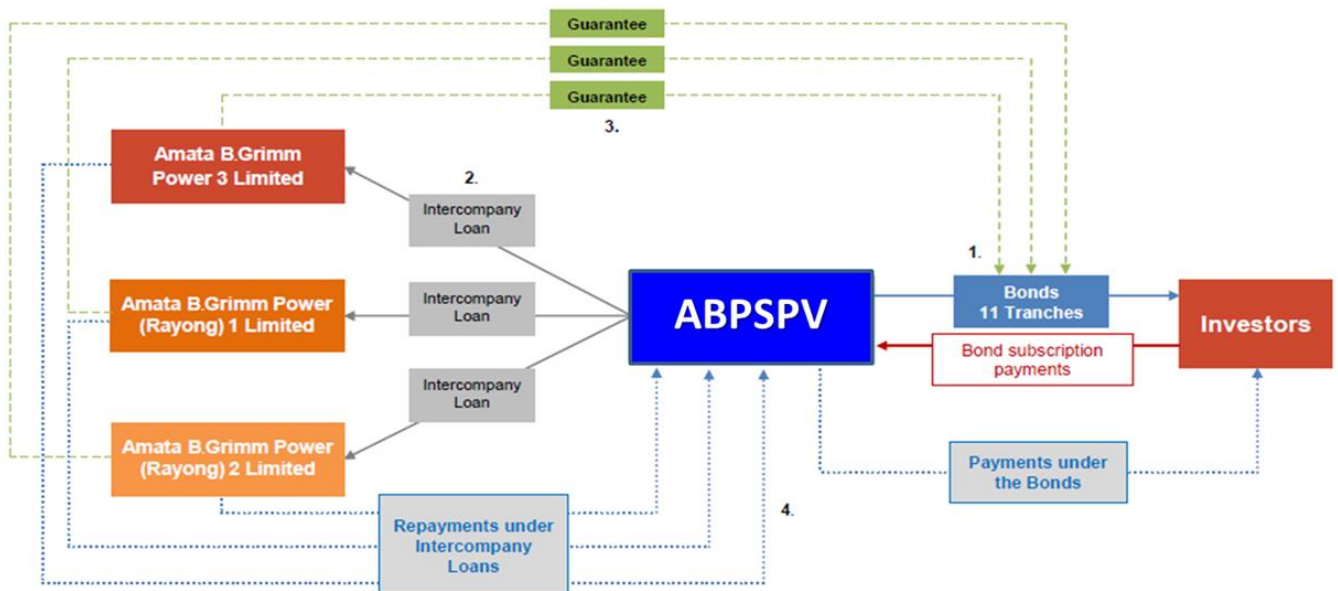 Guarantee
Guarantee
Guarantee
3.
Amata B.Grimm
Power 3 Limited
2.
Intercompany
Loan
1.
Amata B.Grimm Power
(Rayong) 1 Limited
Intercompany
Loan
ABPSPV
Bonds
11 Tranches
Investors
Bond subscription
payments
Intercompany
Loan
Amata B.Grimm Power
(Rayong) 2 Limited
Payments under
the Bonds
4.
Repayments under
Intercompany
Loans